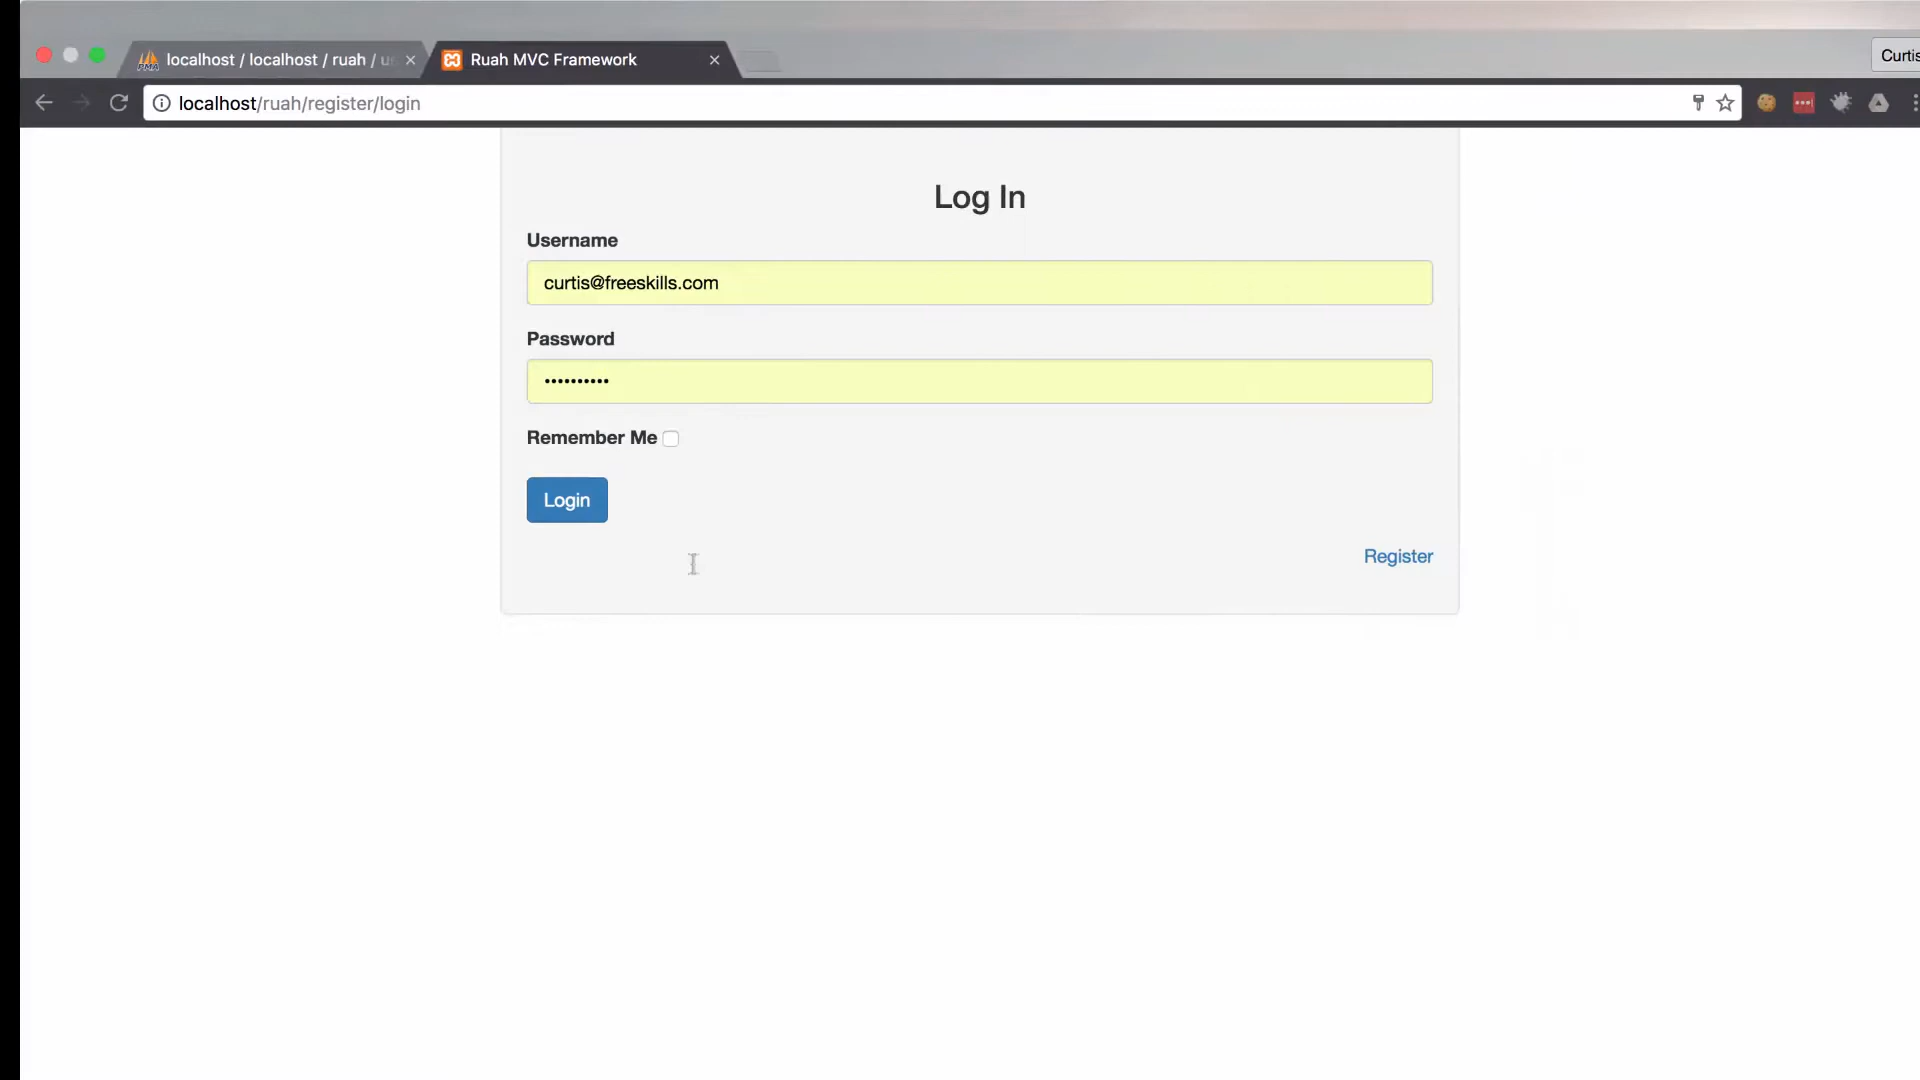 localhost / localhost / ruah / u
Ruah MVC Framework
Curtis
localhost/ruah/register/login
Log In
Username
curtis@freeskills.com
Password
••••••••••
Remember Me
Login
Register